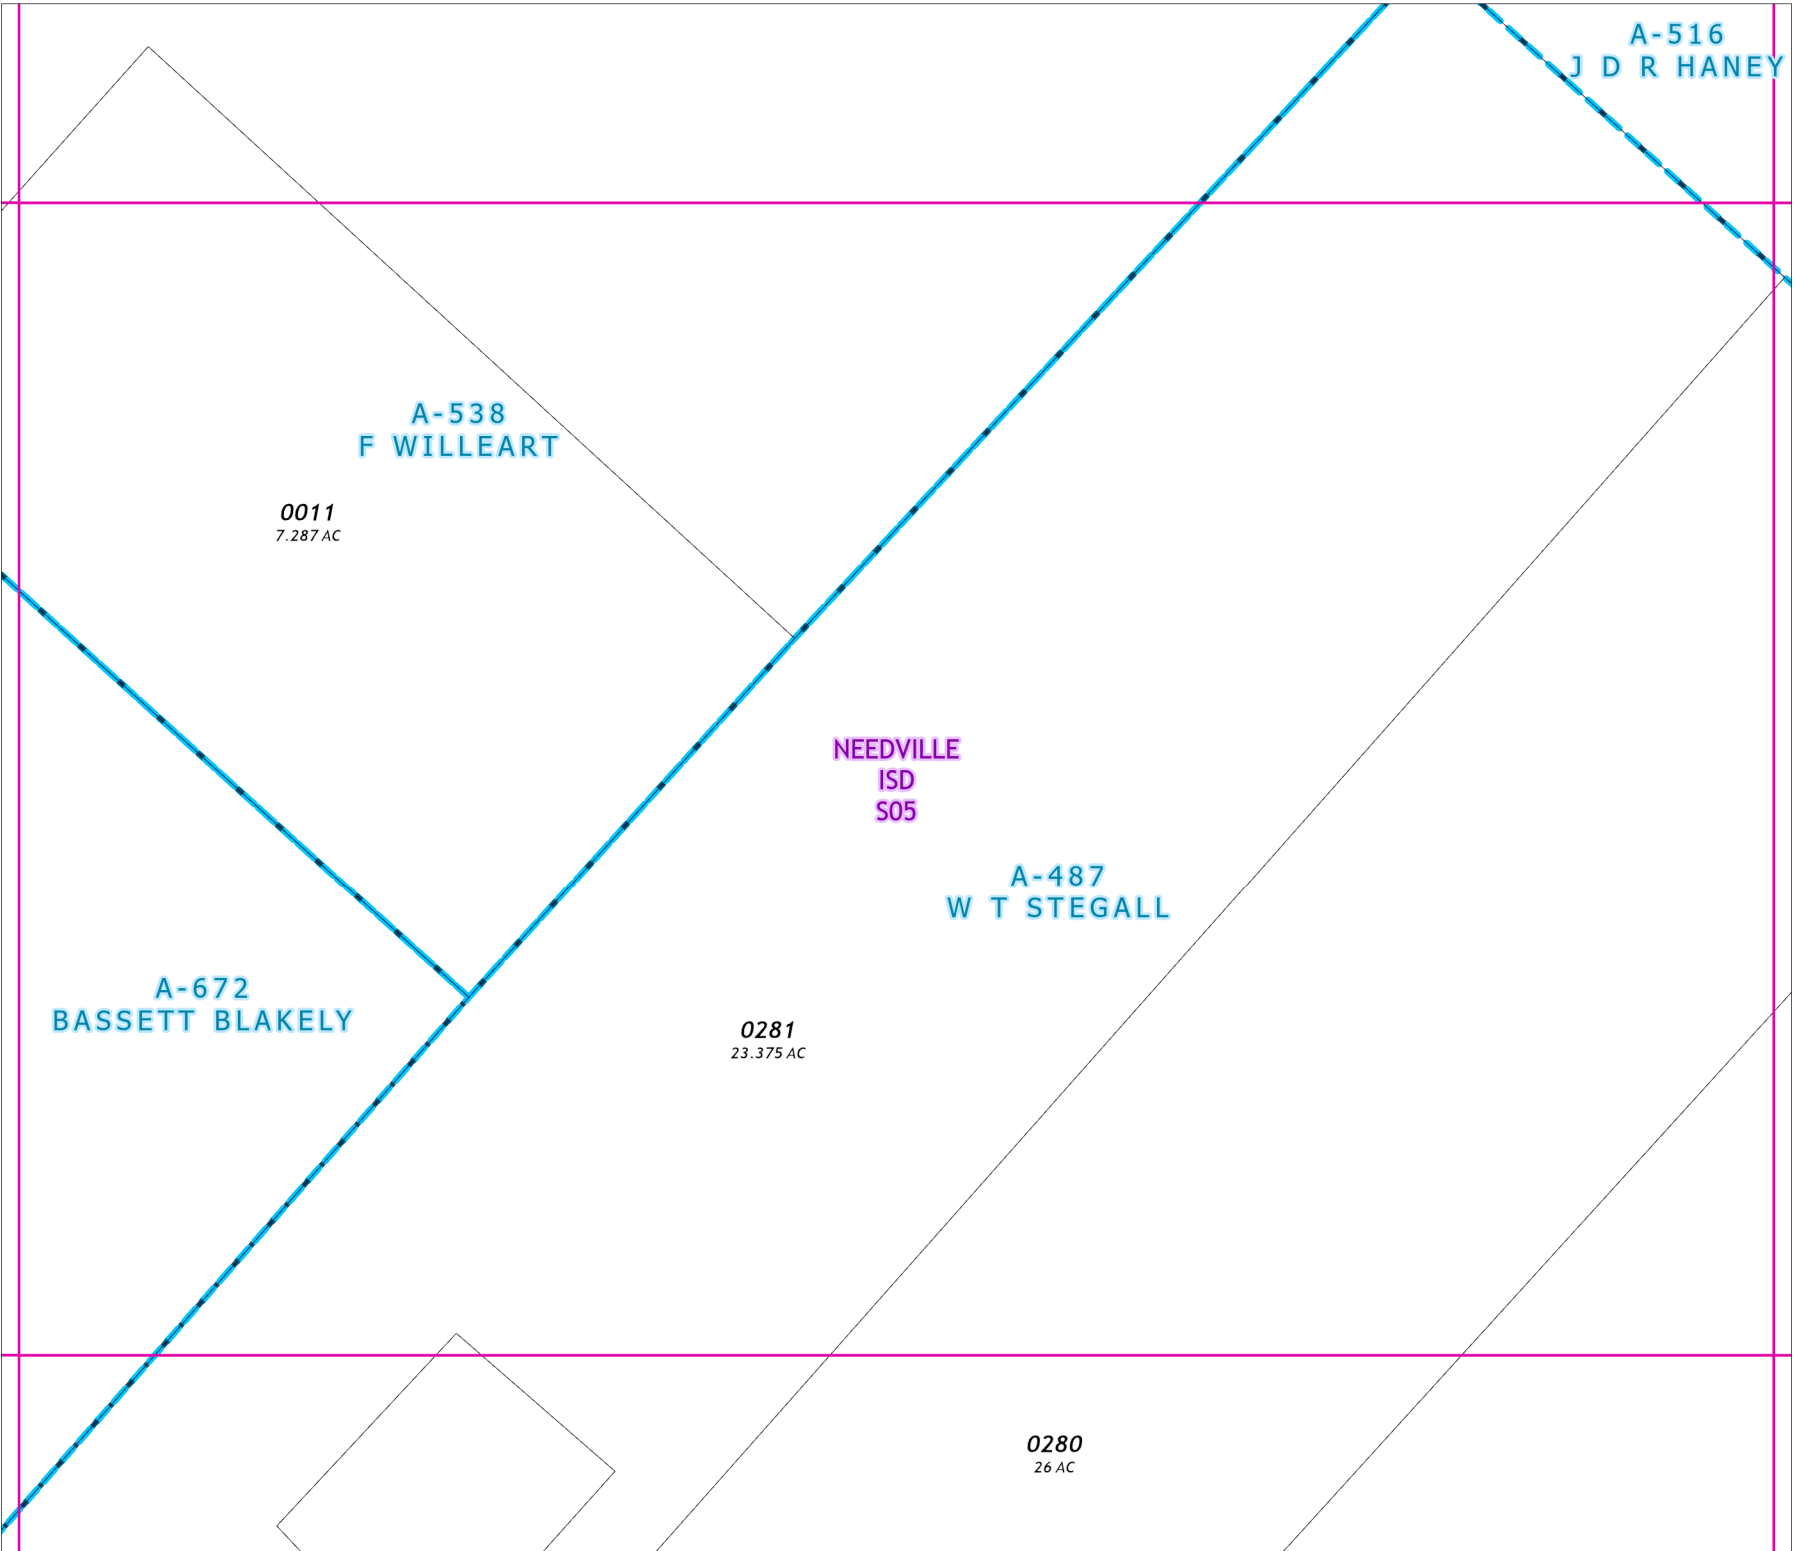 A-516
J D R HANEY
A-538
F WILLEART
0011
7.287 AC
NEEDVILLE
ISD
S05
A-487
W T STEGALL
A-672
BASSETT BLAKELY
0281
23.375 AC
0280
26 AC